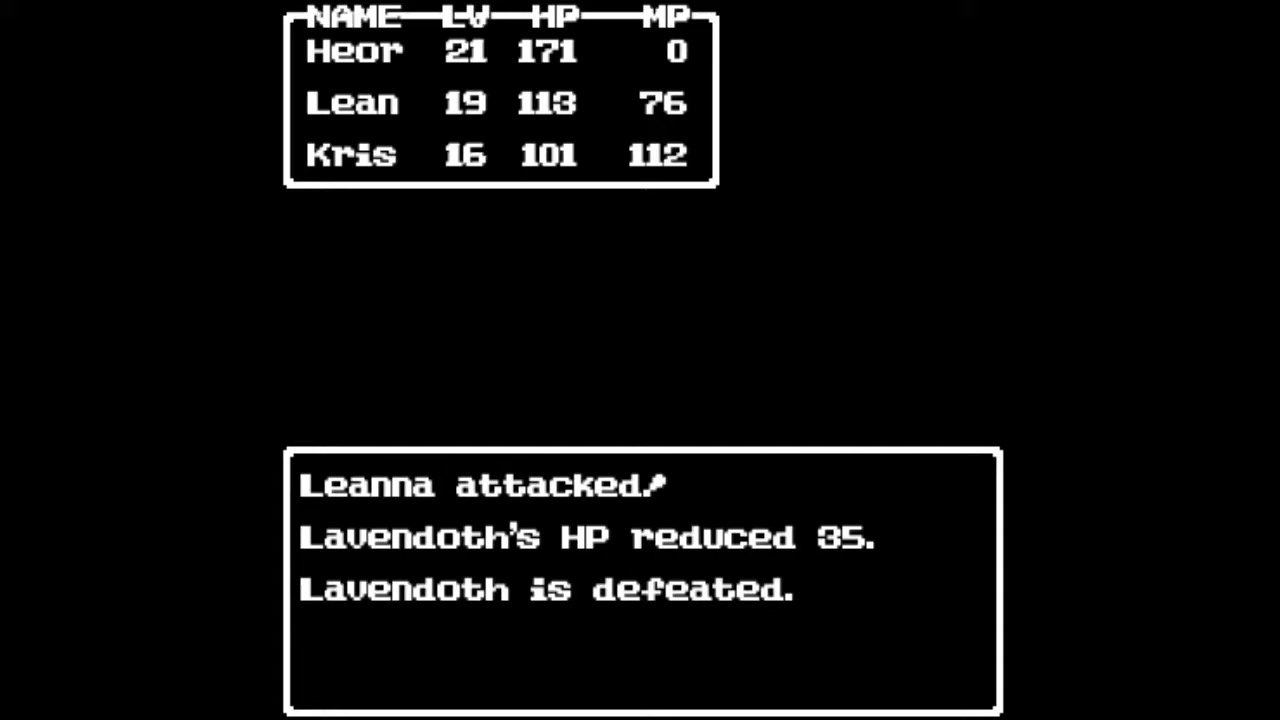 NAME LV HP MP
Heor 21 171 0
Lean 19 113 76
Kris 16 101 112
Leanna attacked!
Lavendoth's HP reduced 35.
Lavendoth is defeated.